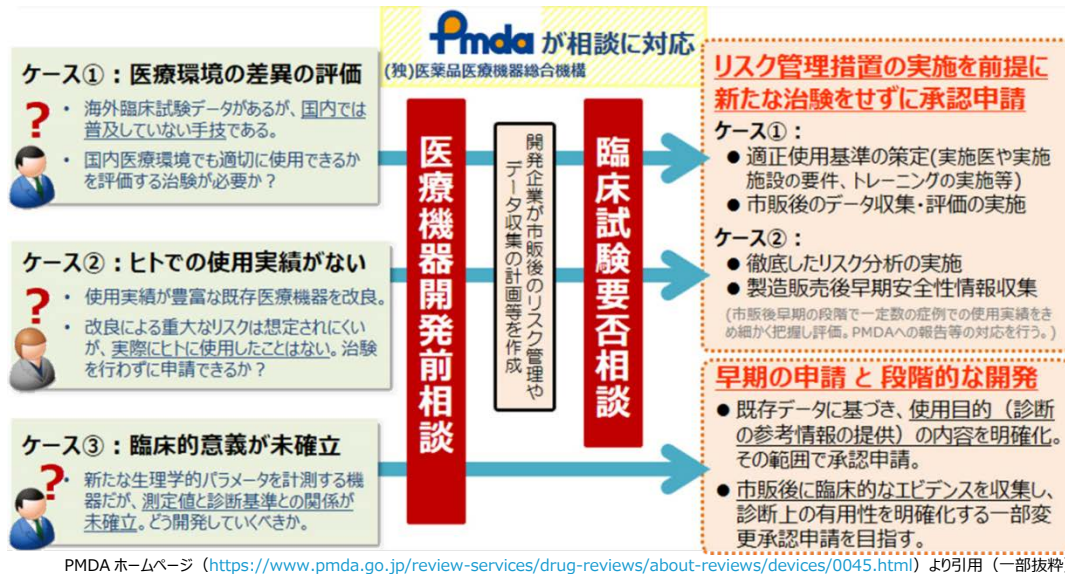 Pmda が相談に対応
(独)医薬品医療機器総合機構
ケース①：医療環境の差異の評価
?
• 海外臨床試験データがあるが、国内では
普及していない手技である。
• 国内医療環境でも適切に使用できるか
を評価する治験が必要か？
ケース②：ヒトでの使用実績がない
?
• 使用実績が豊富な既存医療機器を改良。
• 改良による重大なリスクは想定されにくい
が、実際にヒトに使用したことはない。治験
を行わずに申請できるか？
ケース③：臨床的意義が未確立
?
• 新たな生理学的パラメータを計測する機
器だが、測定値と診断基準との関係が
未確立。どう開発していくべきか。
医療機器開発前相談
開発企業が市販後のリスク管理や
データ収集の計画等を作成
臨床試験要否相談
リスク管理措置の実施を前提に
新たな治験をせずに承認申請
ケース①：
● 適正使用基準の策定(実施医や実施
施設の要件、トレーニングの実施等)
● 市販後のデータ収集・評価の実施
ケース②：
● 徹底したリスク分析の実施
● 製造販売後早期安全性情報収集
(市販後早期の段階で一定数の症例での使用実績をき
め細かく把握し評価。PMDAへの報告等の対応を行う。)
早期の申請 と 段階的な開発
● 既存データに基づき、使用目的（診断
の参考情報の提供）の内容を明確化。
その範囲で承認申請。
● 市販後に臨床的なエビデンスを収集し、
診断上の有用性を明確化する一部変
更承認申請を目指す。
PMDA ホームページ（https://www.pmda.go.jp/review-services/drug-reviews/about-reviews/devices/0045.html）より引用（一部抜粋）